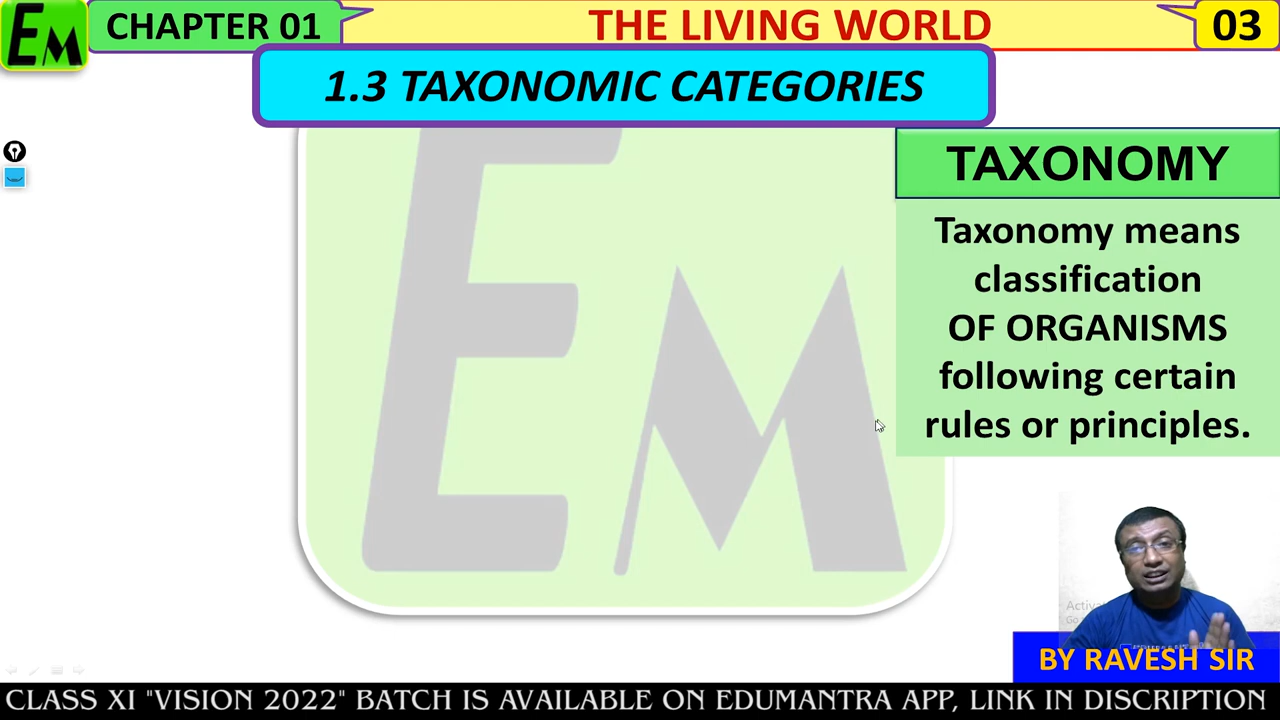 EM
CHAPTER 01
THE LIVING WORLD
03
1.3 TAXONOMIC CATEGORIES
TAXONOMY
Taxonomy means
classification
OF ORGANISMS
following certain
rules or principles.
EM
BY RAVESH SIR
CLASS XI "VISION 2022" BATCH IS AVAILABLE ON EDUMANTRA APP, LINK IN DISCRIPTION